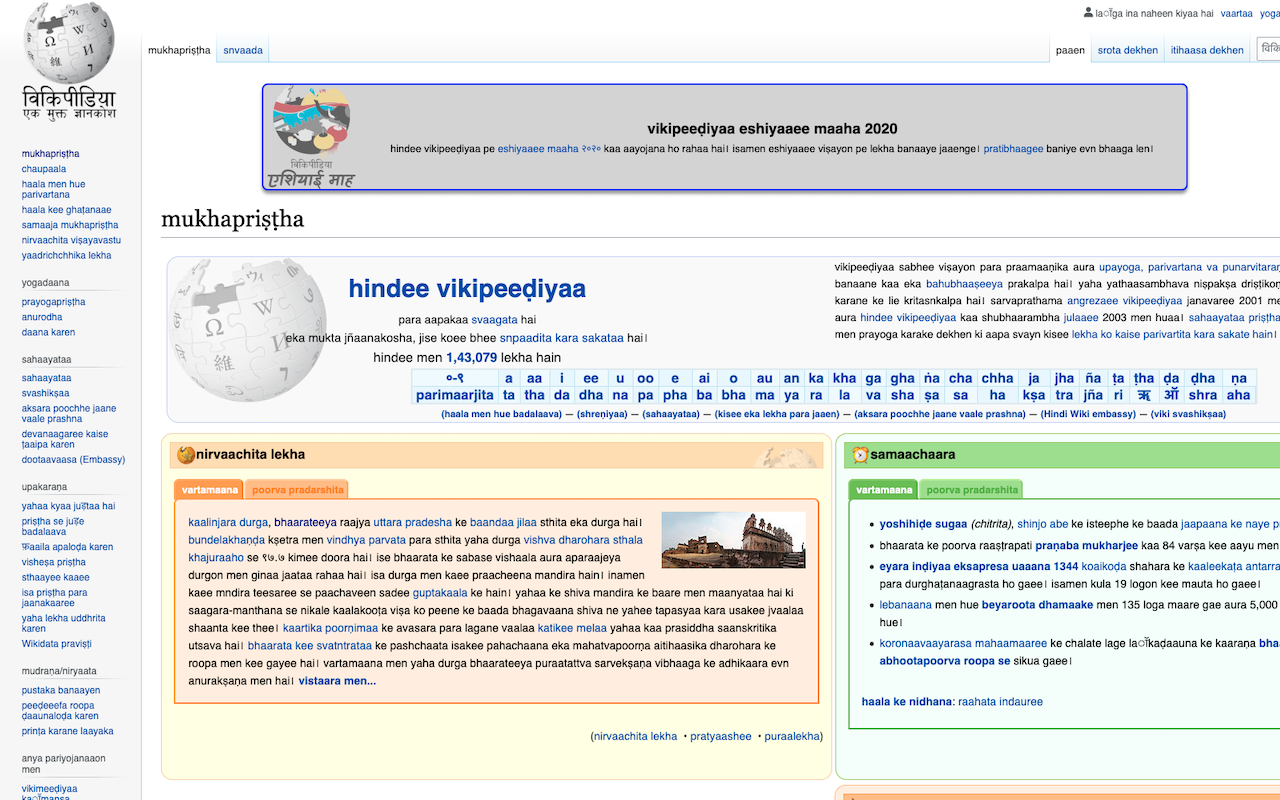 laॉga ina naheen kiyaa hai vaartaa yoga
विकिपीडिया
एक मुक्त ज्ञानकोश
mukhapriṣṭha snvaada paaen srota dekhen itihaasa dekhen विकि
विकिपीडिया
एशियाई माह
vikipeeḍiyaa eshiyaaee maaha 2020
hindee vikipeeḍiyaa pe eshiyaaee maaha २०२० kaa aayojana ho rahaa hai। isamen eshiyaaee viṣayon pe lekha banaaye jaaenge। pratibhaagee baniye evn bhaaga len।
mukhapriṣṭha
chaupaala
haala men hue
parivartana
haala kee ghaṭanaae
samaaja mukhapriṣṭha
nirvaachita viṣayavastu
yaadrichchhika lekha
yogadaana
prayogapriṣṭha
anurodha
daana karen
sahaayataa
sahaayataa
svashikṣaa
aksara poochhe jaane
vaale prashna
devanaagaree kaise
ṭaaipa karen
dootaavaasa (Embassy)
upakaraṇa
yahaa kyaa juड़taa hai
priṣṭha se juड़e
badalaava
फ़aaila apaloḍa karen
visheṣa priṣṭha
sthaayee kaaee
isa priṣṭha para
jaanakaaree
yaha lekha uddhrita
karen
Wikidata praviṣṭi
mudraṇa/niryaata
pustaka banaayen
peeḍeeefa roopa
ḍaaunaloḍa karen
prinṭa karane laayaka
anya pariyojanaaon
men
vikimeeḍiyaa
kaॉmansa
mukhapriṣṭha
hindee vikipeeḍiyaa
para aapakaa svaagata hai
eka mukta jñaanakosha, jise koee bhee snpaadita kara sakataa hai।
hindee men 1,43,079 lekha hain
vikipeeḍiyaa sabhee viṣayon para praamaaṇika aura upayoga, parivartana va punarvitaraṇ
banaane kaa eka bahubhaaṣeeya prakalpa hai। yaha yathaasambhava niṣpakṣa driṣṭikoṇ
karane ke lie kritasnkalpa hai। sarvaprathama angrezaee vikipeeḍiyaa janavaree 2001 me
aura hindee vikipeeḍiyaa kaa shubhaarambha julaaee 2003 men huaa। sahaayataa priṣṭha
men prayoga karake dekhen ki aapa svayn kisee lekha ko kaise parivartita kara sakate hain।
०-९ a aa i ee u oo e ai o au an ka kha ga gha ṅa cha chha ja jha ña ṭa ṭha ḍa ḍha ṇa
parimaarjita ta tha da dha na pa pha ba bha ma ya ra la va sha ṣa sa ha kṣa tra jña ri ऋ ॐ shra aha
(haala men hue badalaava) — (shreṇiyaa) — (sahaayataa) — (kisee eka lekha para jaaen) — (aksara poochhe jaane vaale prashna) — (Hindi Wiki embassy) — (viki svashikṣaa)
nirvaachita lekha
vartamaana poorva pradarshita
kaalinjara durga, bhaarateeya raajya uttara pradesha ke baandaa jilaa sthita eka durga hai।
bundelakhaṇḍa kṣetra men vindhya parvata para sthita yaha durga vishva dharohara sthala
khajuraaho se ९७.७ kimee doora hai। ise bhaarata ke sabase vishaala aura aparaajeya
durgon men ginaa jaataa rahaa hai। isa durga men kaee praacheena mandira hain। inamen
kaee mndira teesaree se paachaveen sadee guptakaala ke hain। yahaa ke shiva mandira ke baare men maanyataa hai ki
saagara-manthana se nikale kaalakooṭa viṣa ko peene ke baada bhagavaana shiva ne yahee tapasyaa kara usakee jvaalaa
shaanta kee thee। kaartika poorṇimaa ke avasara para lagane vaalaa katikee melaa yahaa kaa prasiddha saanskritika
utsava hai। bhaarata kee svatntrataa ke pashchaata isakee pahachaana eka mahatvapoorṇa aitihaasika dharohara ke
roopa men kee gayee hai। vartamaana men yaha durga bhaarateeya puraatattva sarvekṣaṇa vibhaaga ke adhikaara evn
anurakṣaṇa men hai। vistaara men...
(nirvaachita lekha • pratyaashee • puraalekha)
samaachaara
vartamaana poorva pradarshita
• yoshihiḍe sugaa (chitrita), shinjo abe ke isteephe ke baada jaapaana ke naye p
• bhaarata ke poorva raaṣṭrapati praṇaba mukharjee kaa 84 varṣa kee aayu men
• eyara inḍiyaa eksapresa uaaana 1344 koaikoḍa shahara ke kaaleekaṭa antarra
para durghaṭanaagrasta ho gaee। isamen kula 19 logon kee mauta ho gaee।
• lebanaana men hue beyaroota dhamaake men 135 loga maare gae aura 5,000
hue।
• koronaavaayarasa mahaamaaree ke chalate lage laॉkaḍaauna ke kaaraṇa bhaa
abhootapoorva roopa se sikua gaee।
haala ke nidhana: raahata indauree